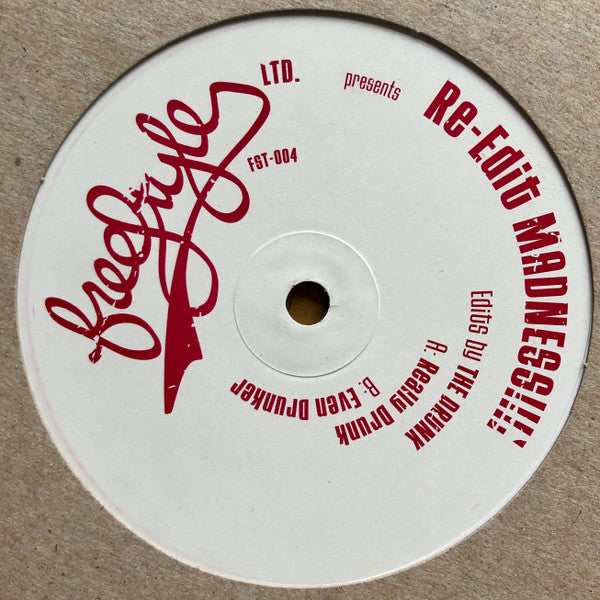 freestyle
LTD.
FST-004
presents
Re-Edit MADNESS!!!
Edits by THE DRUNK
A: Really Drunk
B: Even Drunker